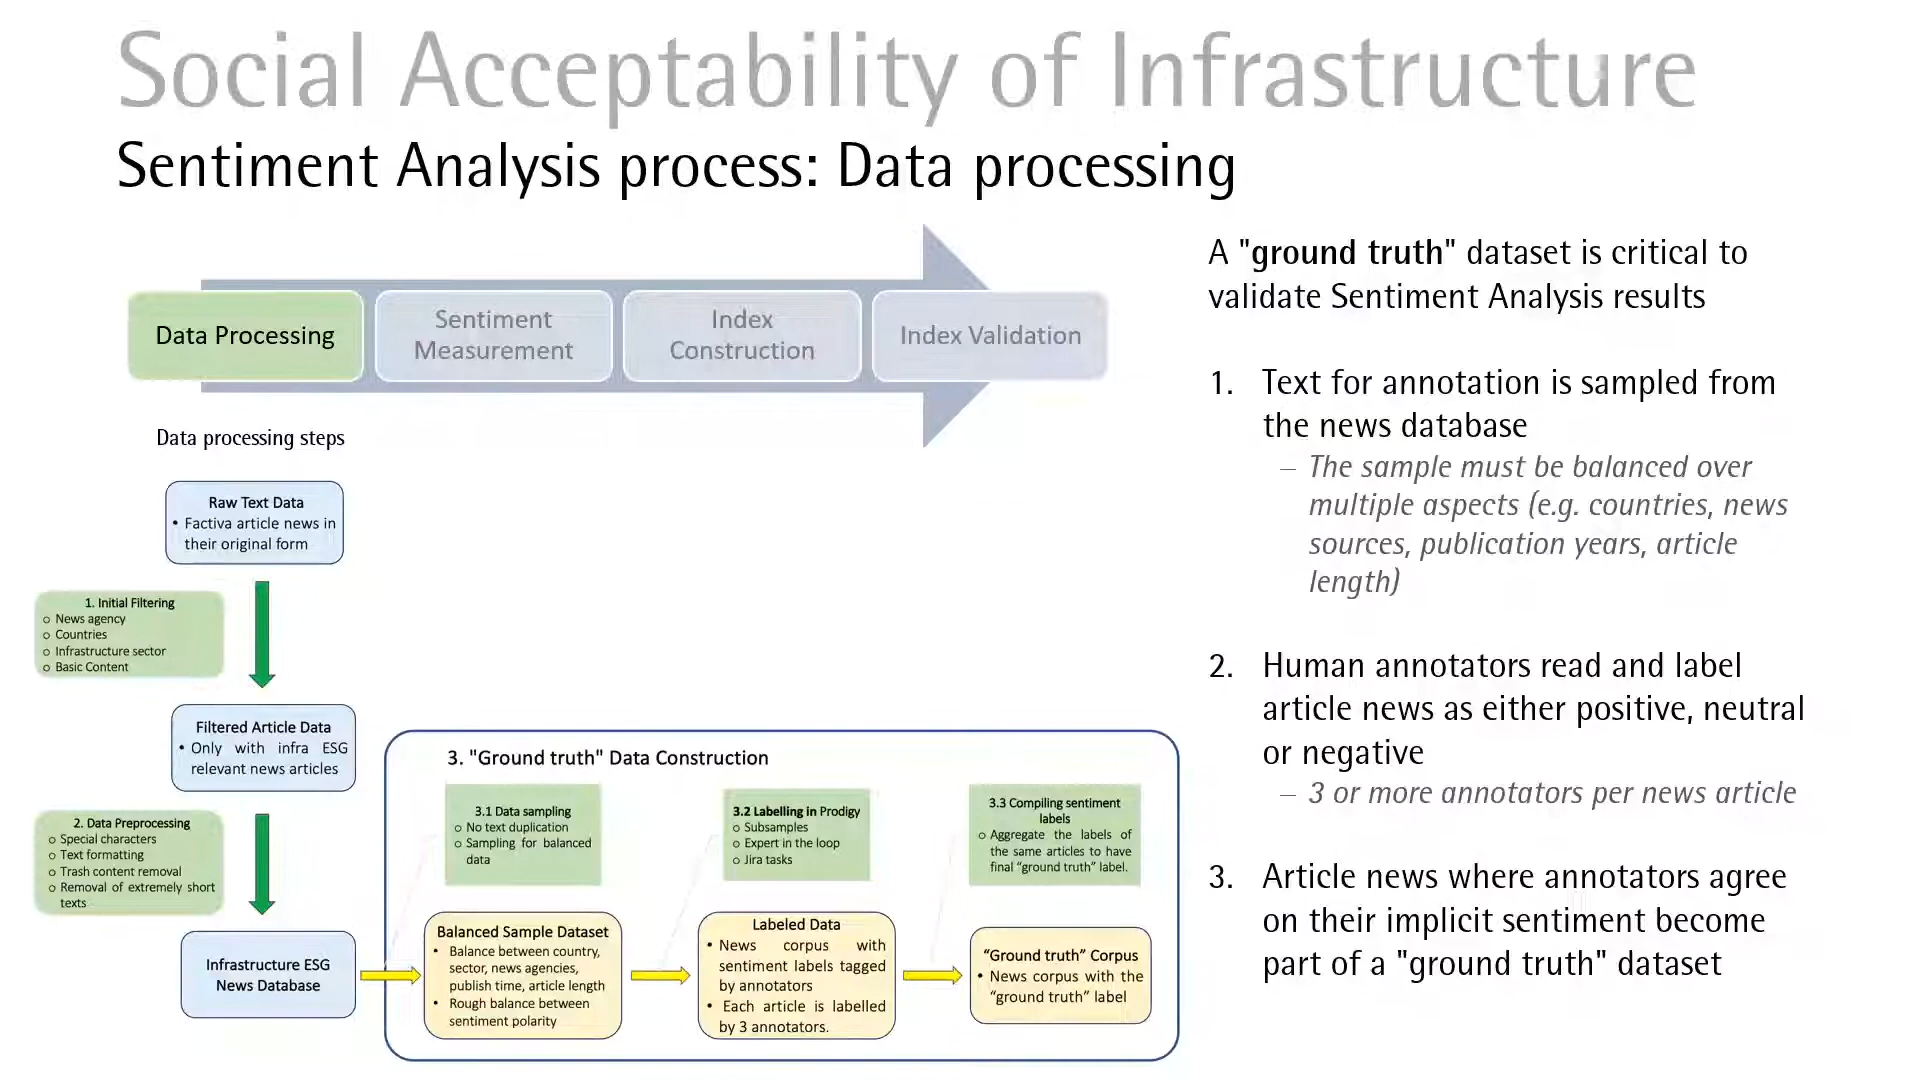 Social Acceptability of Infrastructure
Sentiment Analysis process: Data processing
Data Processing
Sentiment
Measurement
Index
Construction
Index Validation
Data processing steps
Raw Text Data
• Factiva article news in
their original form
1. Initial Filtering
o News agency
o Countries
o Infrastructure sector
o Basic Content
Filtered Article Data
• Only with infra ESG
relevant news articles
2. Data Preprocessing
o Special characters
o Text formatting
o Trash content removal
o Removal of extremely short
texts
Infrastructure ESG
News Database
3. "Ground truth" Data Construction
3.1 Data sampling
o No text duplication
o Sampling for balanced
data
3.2 Labelling in Prodigy
o Subsamples
o Expert in the loop
o Jira tasks
3.3 Compiling sentiment
labels
o Aggregate the labels of
the same articles to have
final “ground truth” label.
Balanced Sample Dataset
• Balance between country,
sector, news agencies,
publish time, article length
• Rough balance between
sentiment polarity
Labeled Data
• News corpus with
sentiment labels tagged
by annotators
• Each article is labelled
by 3 annotators.
“Ground truth” Corpus
• News corpus with the
“ground truth” label
A "ground truth" dataset is critical to
validate Sentiment Analysis results
1. Text for annotation is sampled from
the news database
– The sample must be balanced over
multiple aspects (e.g. countries, news
sources, publication years, article
length)
2. Human annotators read and label
article news as either positive, neutral
or negative
– 3 or more annotators per news article
3. Article news where annotators agree
on their implicit sentiment become
part of a "ground truth" dataset